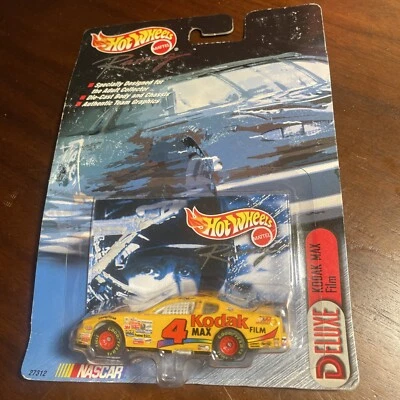 Hot Wheels
MATTEL
Racing
Specially Designed for
the Adult Collector
Die-Cast Body and Chassis
Authentic Team Graphics
Hot Wheels
MATTEL
4
Kodak
MAX
FILM
DELUXE
KODAK MAX
Film
27312
NASCAR